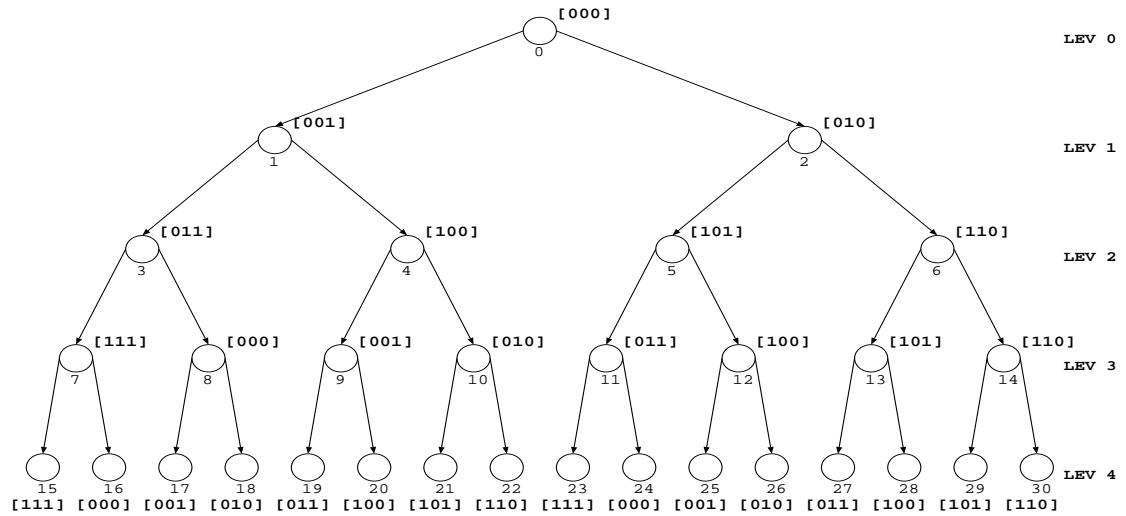 [000]
0
LEV 0
[001] [010]
1 2
LEV 1
[011] [100] [101] [110]
3 4 5 6
LEV 2
[111] [000] [001] [010] [011] [100] [101] [110]
7 8 9 10 11 12 13 14
LEV 3
15 16 17 18 19 20 21 22 23 24 25 26 27 28 29 30
LEV 4
[111] [000] [001] [010] [011] [100] [101] [110] [111] [000] [001] [010] [011] [100] [101] [110]